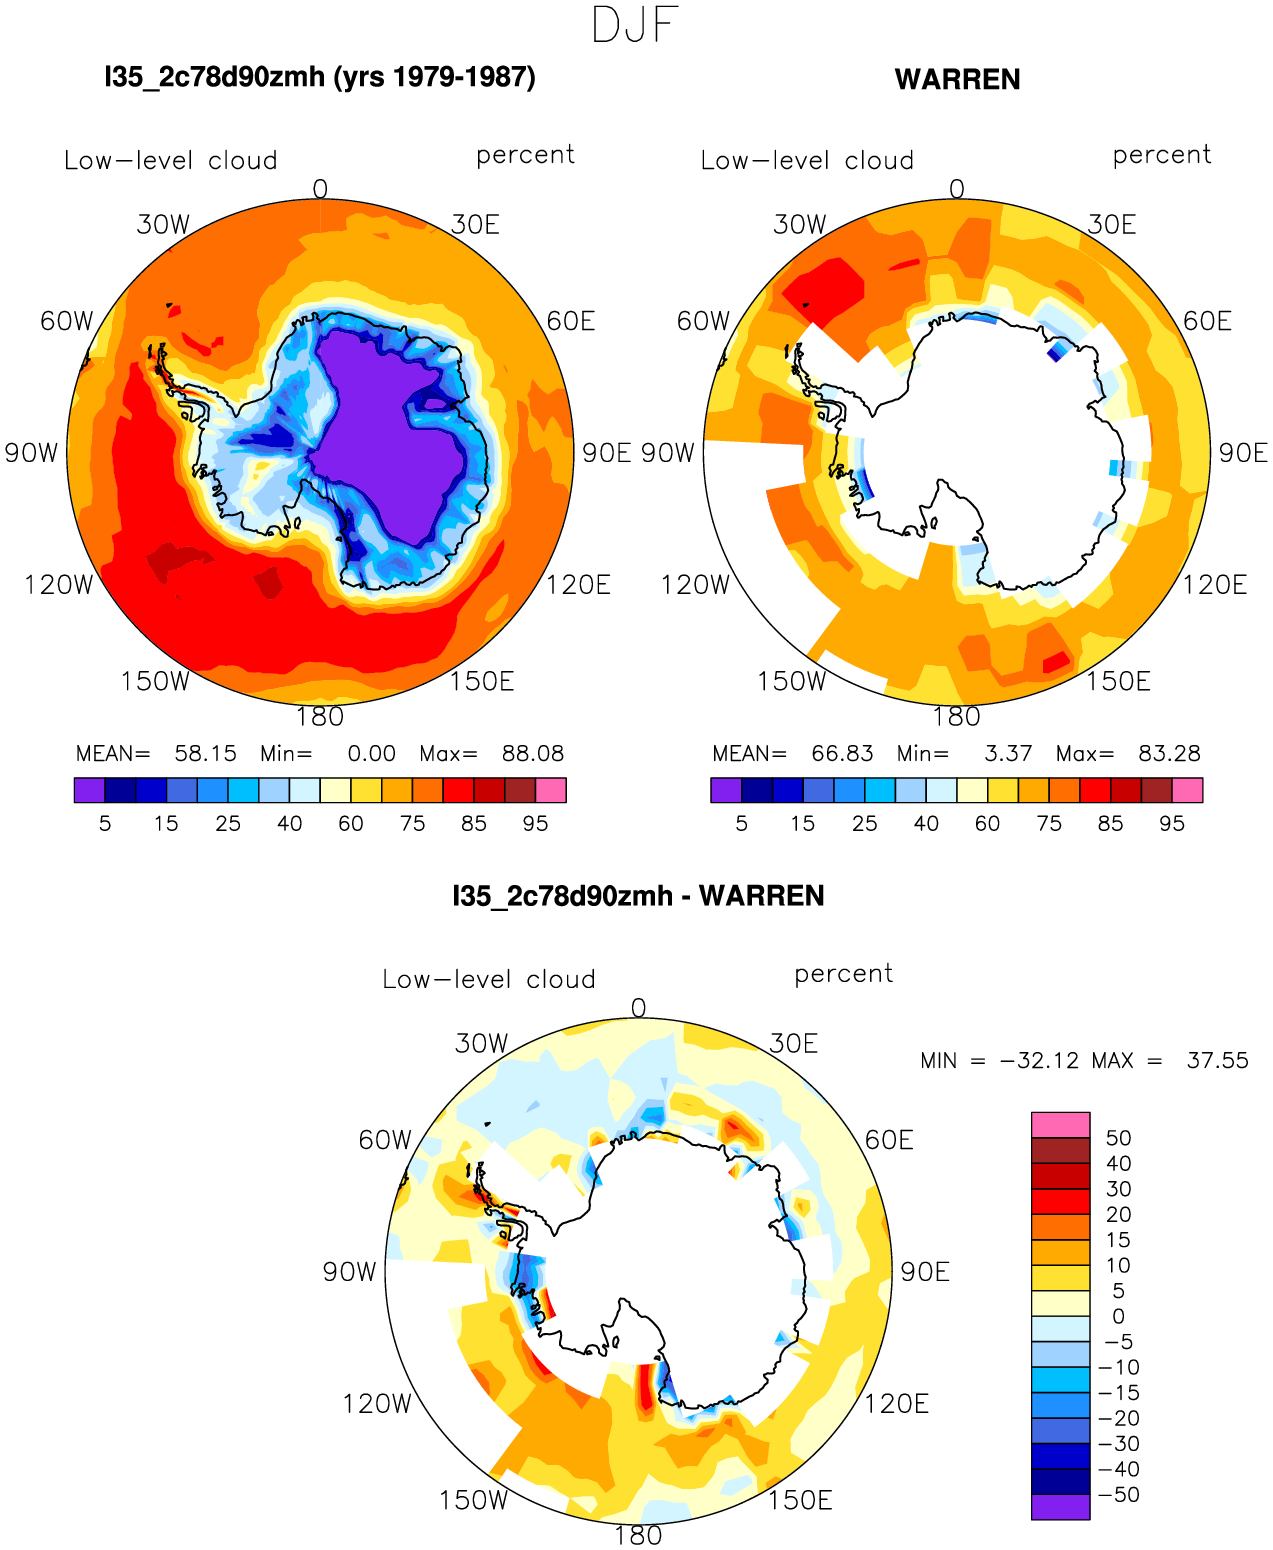 DJF
I35_2c78d90zmh (yrs 1979-1987)
WARREN
Low-level cloud percent
Low-level cloud percent
0
30W 30E
60W 60E
90W 90E
120W 120E
150W 150E
180
0
30W 30E
60W 60E
90W 90E
120W 120E
150W 150E
180
MEAN= 58.15 Min= 0.00 Max= 88.08
5 15 25 40 60 75 85 95
MEAN= 66.83 Min= 3.37 Max= 83.28
5 15 25 40 60 75 85 95
I35_2c78d90zmh - WARREN
Low-level cloud percent
0
30W 30E
60W 60E
90W 90E
120W 120E
150W 150E
180
MIN = -32.12 MAX = 37.55
50
40
30
20
15
10
5
0
-5
-10
-15
-20
-30
-40
-50